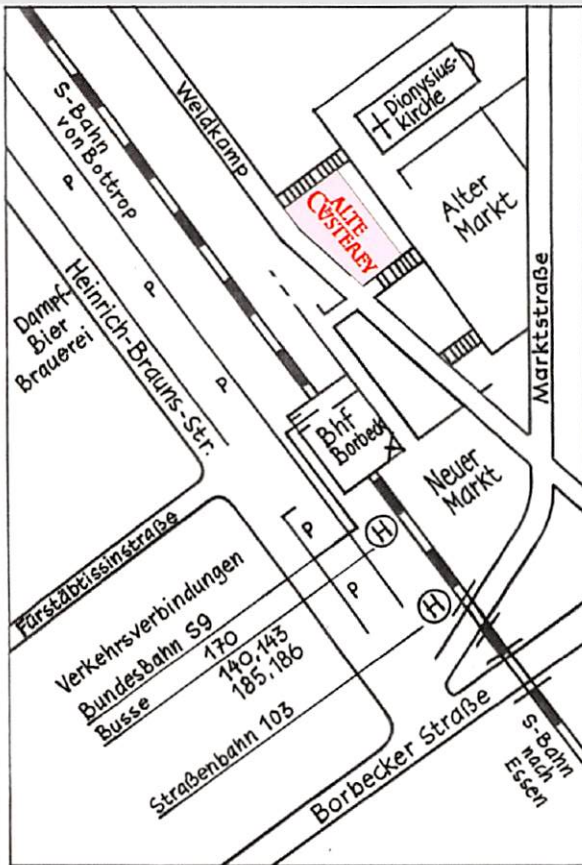 S-Bahn
von Bottrop
Weidkamp
Dionysius-
Kirche
ALTE
CVSTEREY
Alter
Markt
Marktstraße
P
P
P
Heinrich-Brauns-Str.
Dampf-
Bier
Brauerei
Bhf
Borbeck
Neuer
Markt
Fürstäbtissinstraße
P
H
P
H
Verkehrsverbindungen
Bundesbahn S9
Busse 170
140, 143
185, 186
Straßenbahn 103
Borbecker Straße
S-Bahn
nach
Essen